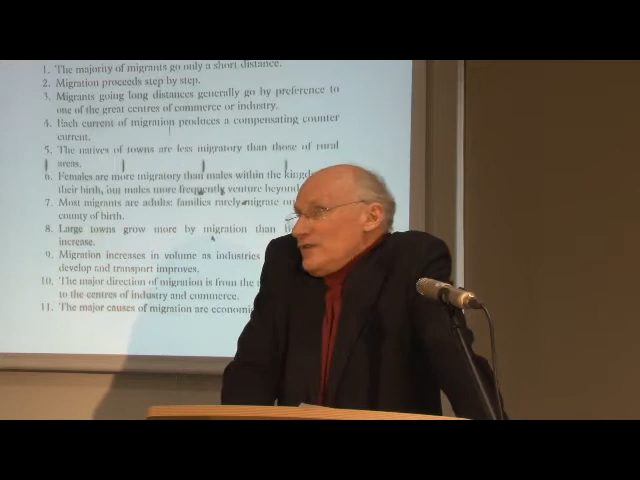 1. The majority of migrants go only a short distance.
2. Migration proceeds step by step.
3. Migrants going long distances generally go by preference to
one of the great centres of commerce or industry.
4. Each current of migration produces a compensating counter
current.
5. The natives of towns are less migratory than those of rural
areas.
6. Females are more migratory than males within the
their birth, but males more frequently venture beyond
7. Most migrants are adults: families rarely migrate
county of birth.
8. Large towns grow more by migration than
increase.
9. Migration increases in volume as industries
develop and transport improves.
10. The major direction of migration is from the
to the centres of industry and commerce.
11. The major causes of migration are